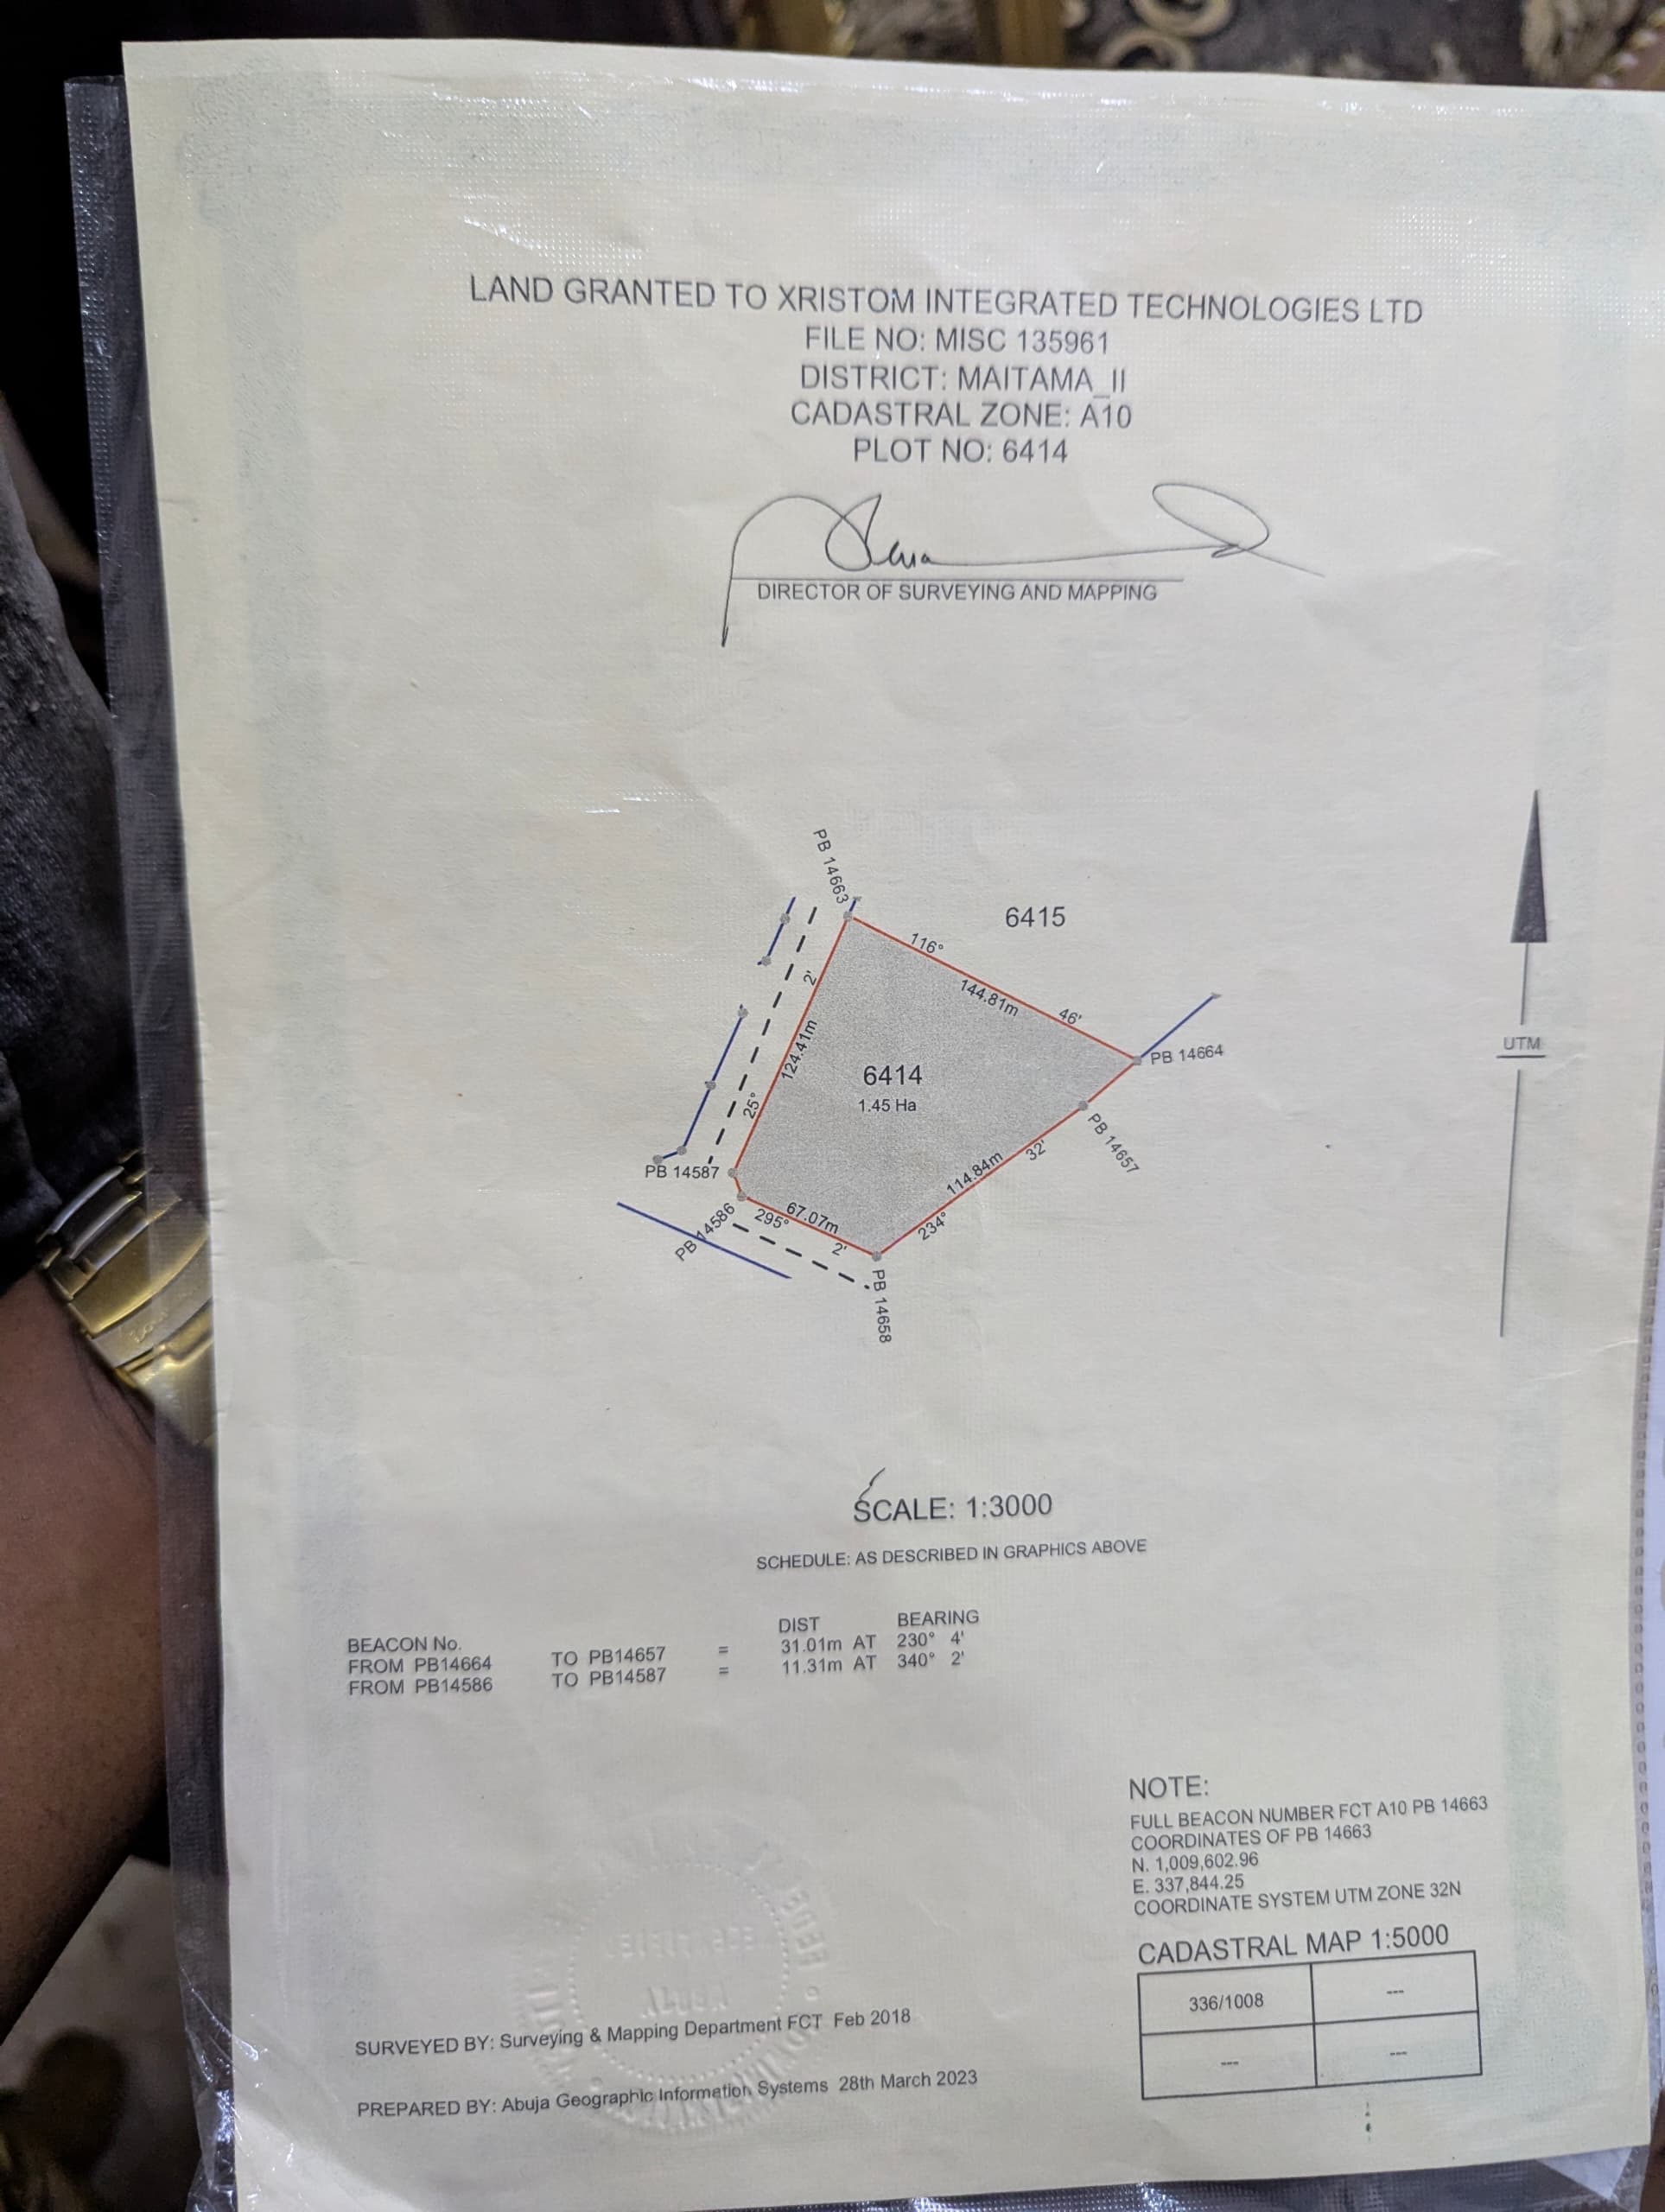 LAND GRANTED TO XRISTOM INTEGRATED TECHNOLOGIES LTD
FILE NO: MISC 135961
DISTRICT: MAITAMA_II
CADASTRAL ZONE: A10
PLOT NO: 6414
DIRECTOR OF SURVEYING AND MAPPING
PB 14663
6415
116°
144.81m
46'
2'
124.41m
25°
6414
1.45 Ha
PB 14664
UTM
PB 14657
32'
114.84m
234°
PB 14587
PB 14586
67.07m
295°
2'
PB 14658
SCALE: 1:3000
SCHEDULE: AS DESCRIBED IN GRAPHICS ABOVE
BEACON No. DIST BEARING
FROM PB14664 TO PB14657 = 31.01m AT 230° 4'
FROM PB14586 TO PB14587 = 11.31m AT 340° 2'
NOTE:
FULL BEACON NUMBER FCT A10 PB 14663
COORDINATES OF PB 14663
N. 1,009,602.96
E. 337,844.25
COORDINATE SYSTEM UTM ZONE 32N
CADASTRAL MAP 1:5000
336/1008 ---
--- ---
SURVEYED BY: Surveying & Mapping Department FCT Feb 2018
PREPARED BY: Abuja Geographic Information Systems 28th March 2023